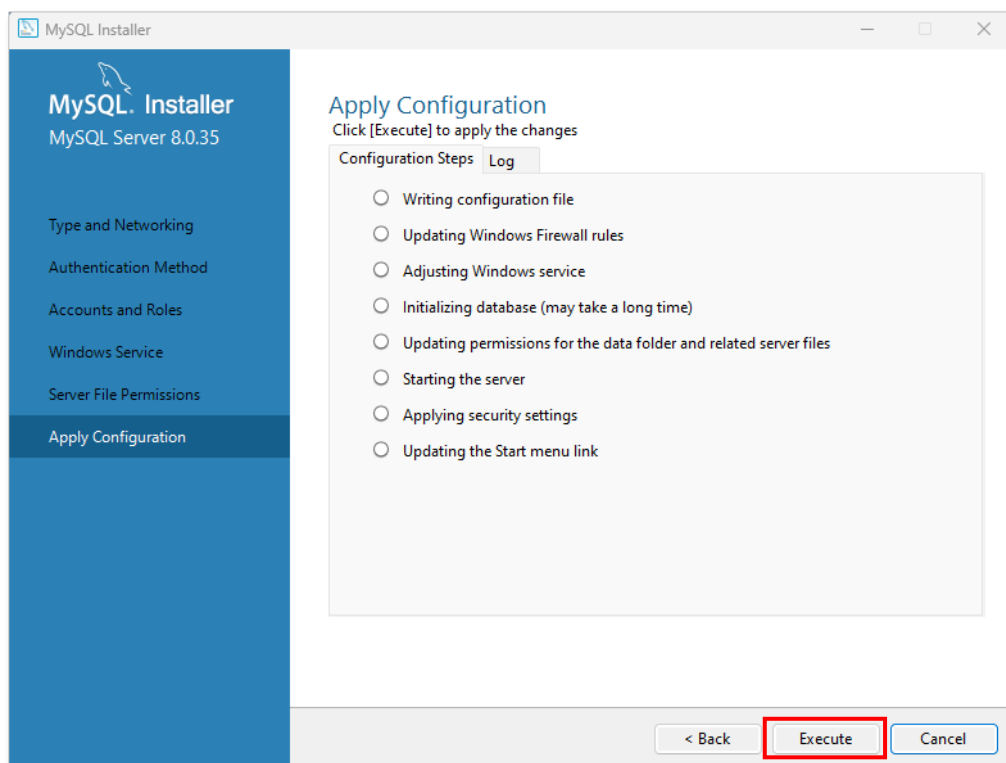 MySQL Installer
MySQL. Installer
MySQL Server 8.0.35
Type and Networking
Authentication Method
Accounts and Roles
Windows Service
Server File Permissions
Apply Configuration
Apply Configuration
Click [Execute] to apply the changes
Configuration Steps Log
Writing configuration file
Updating Windows Firewall rules
Adjusting Windows service
Initializing database (may take a long time)
Updating permissions for the data folder and related server files
Starting the server
Applying security settings
Updating the Start menu link
< Back Execute Cancel